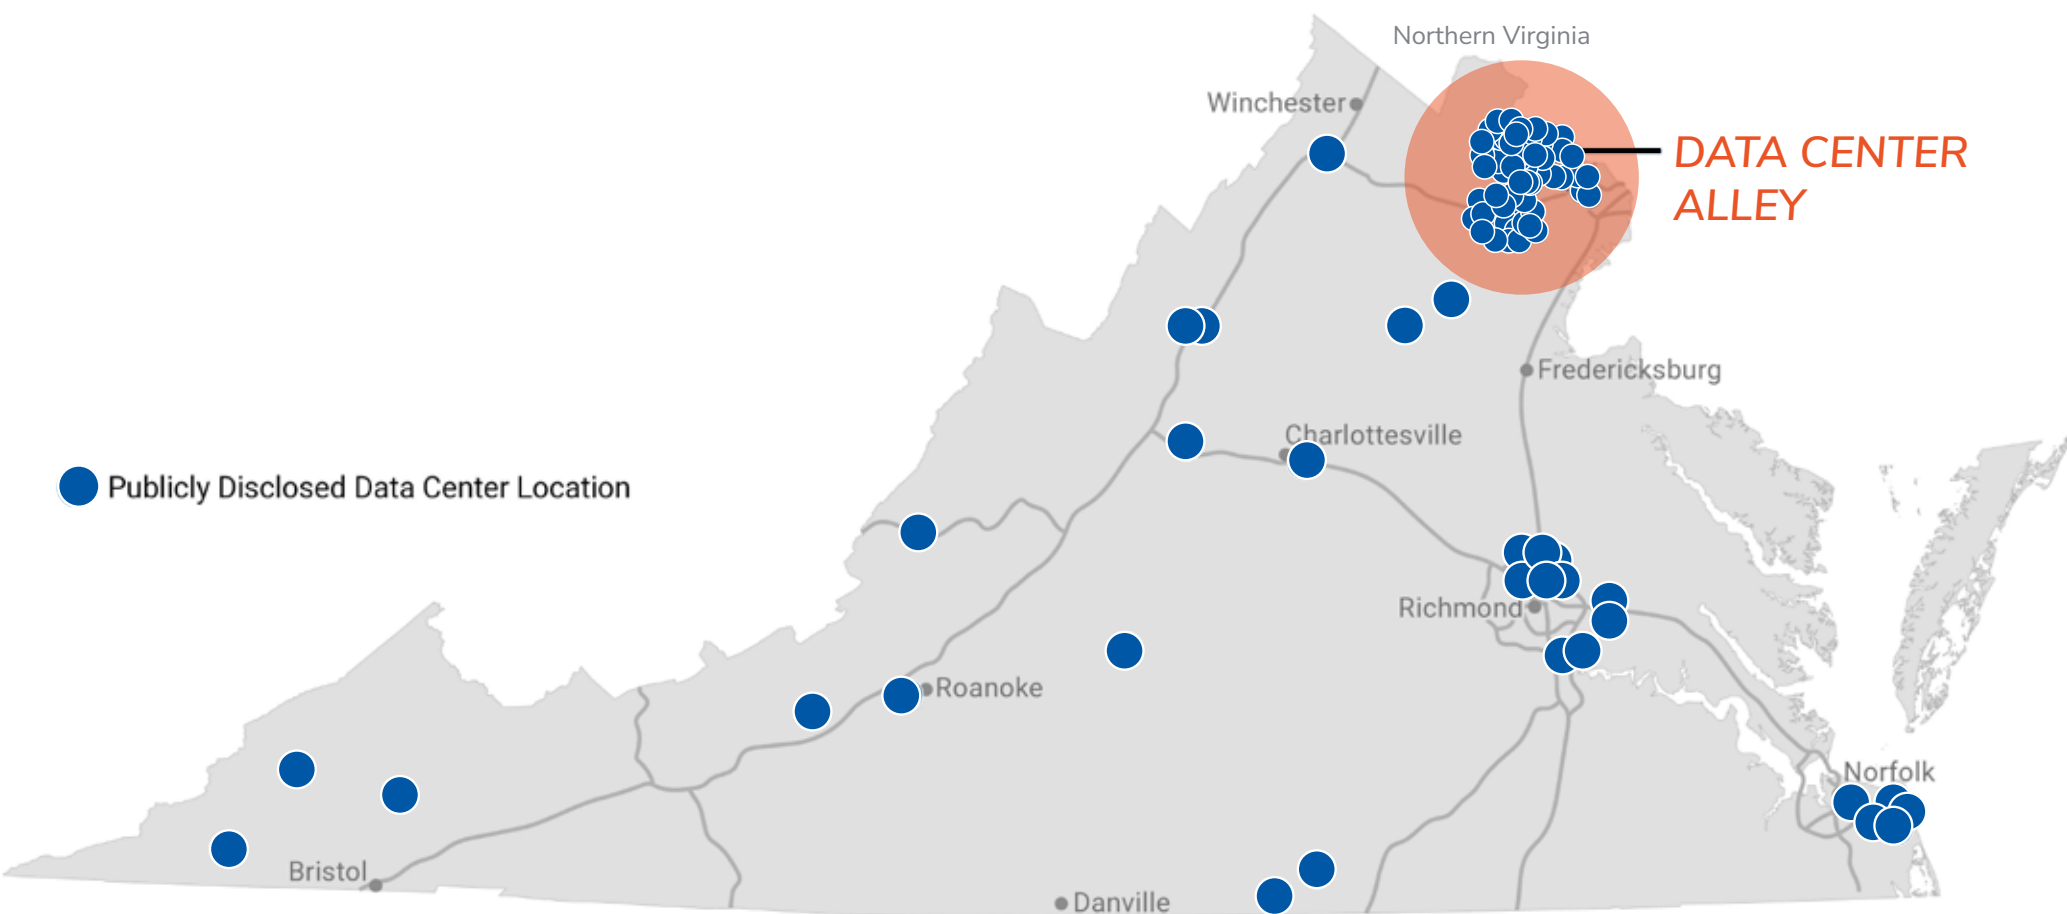 Northern Virginia
Winchester
DATA CENTER
ALLEY
Fredericksburg
Charlottesville
Publicly Disclosed Data Center Location
Richmond
Roanoke
Norfolk
Bristol
Danville